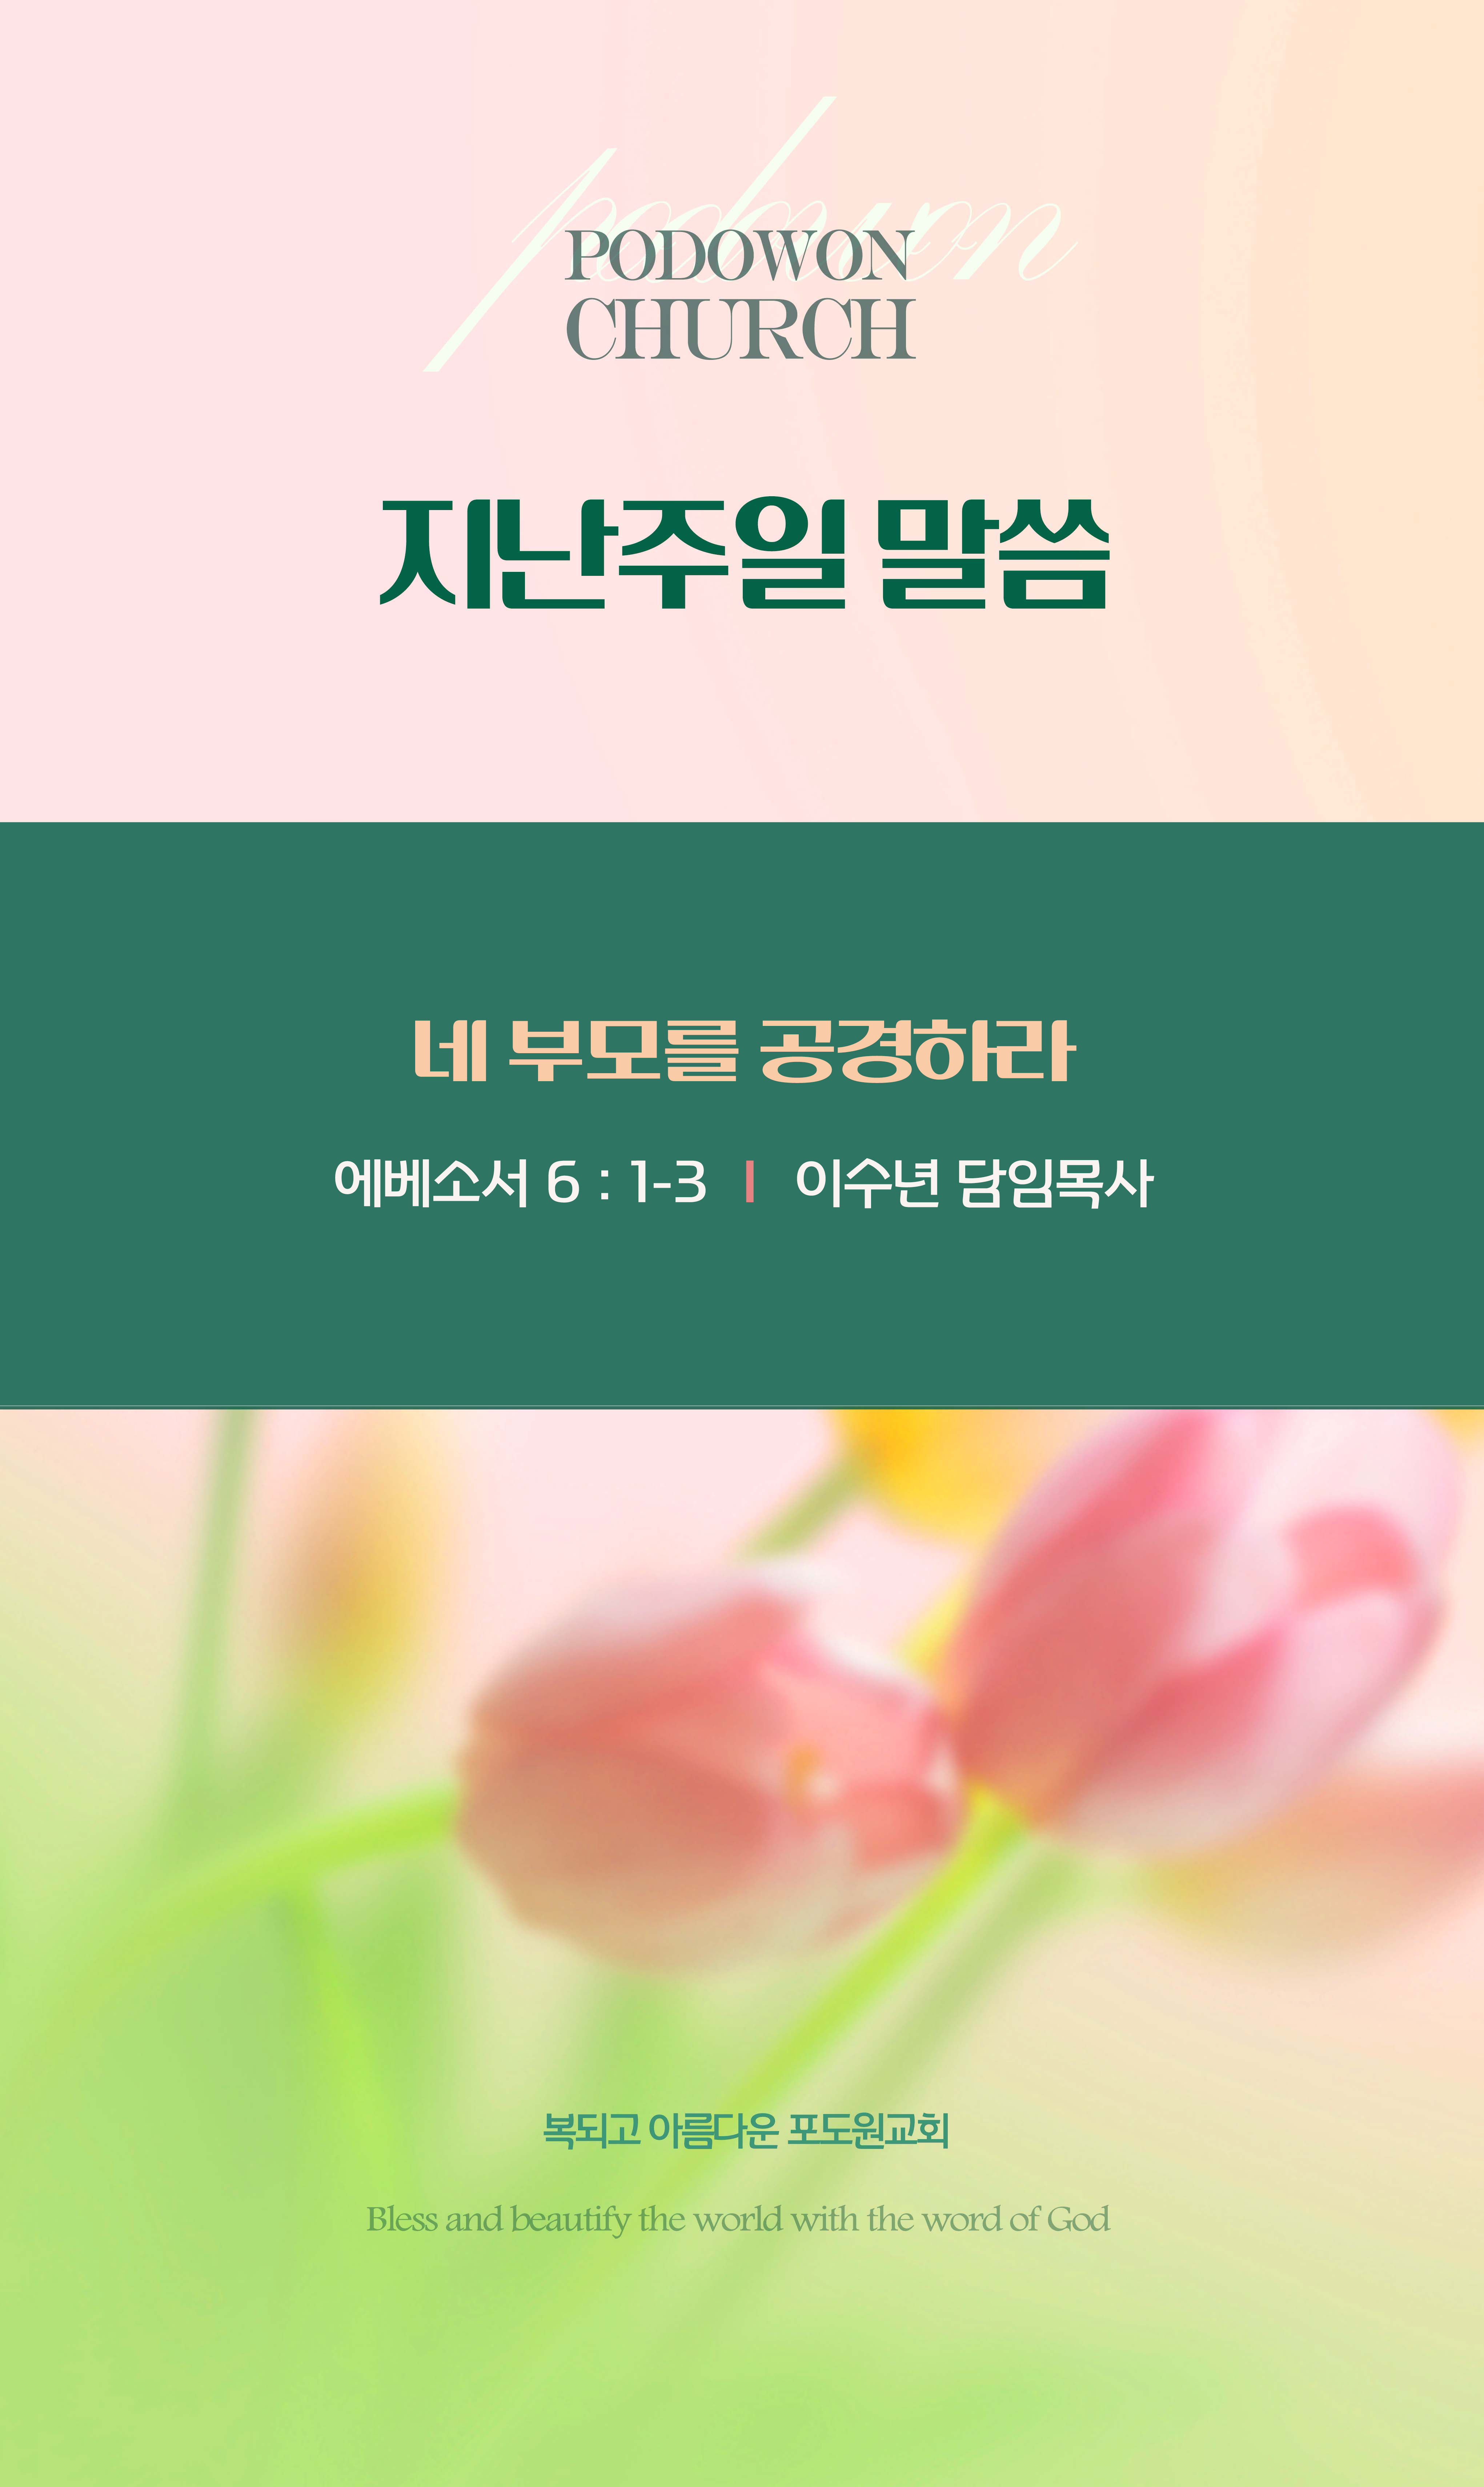 podowon
PODOWON
CHURCH
지난주일 말씀
네 부모를 공경하라
에베소서 6 : 1-3 | 이수년 담임목사
복되고 아름다운 포도원교회
Bless and beautify the world with the word of God